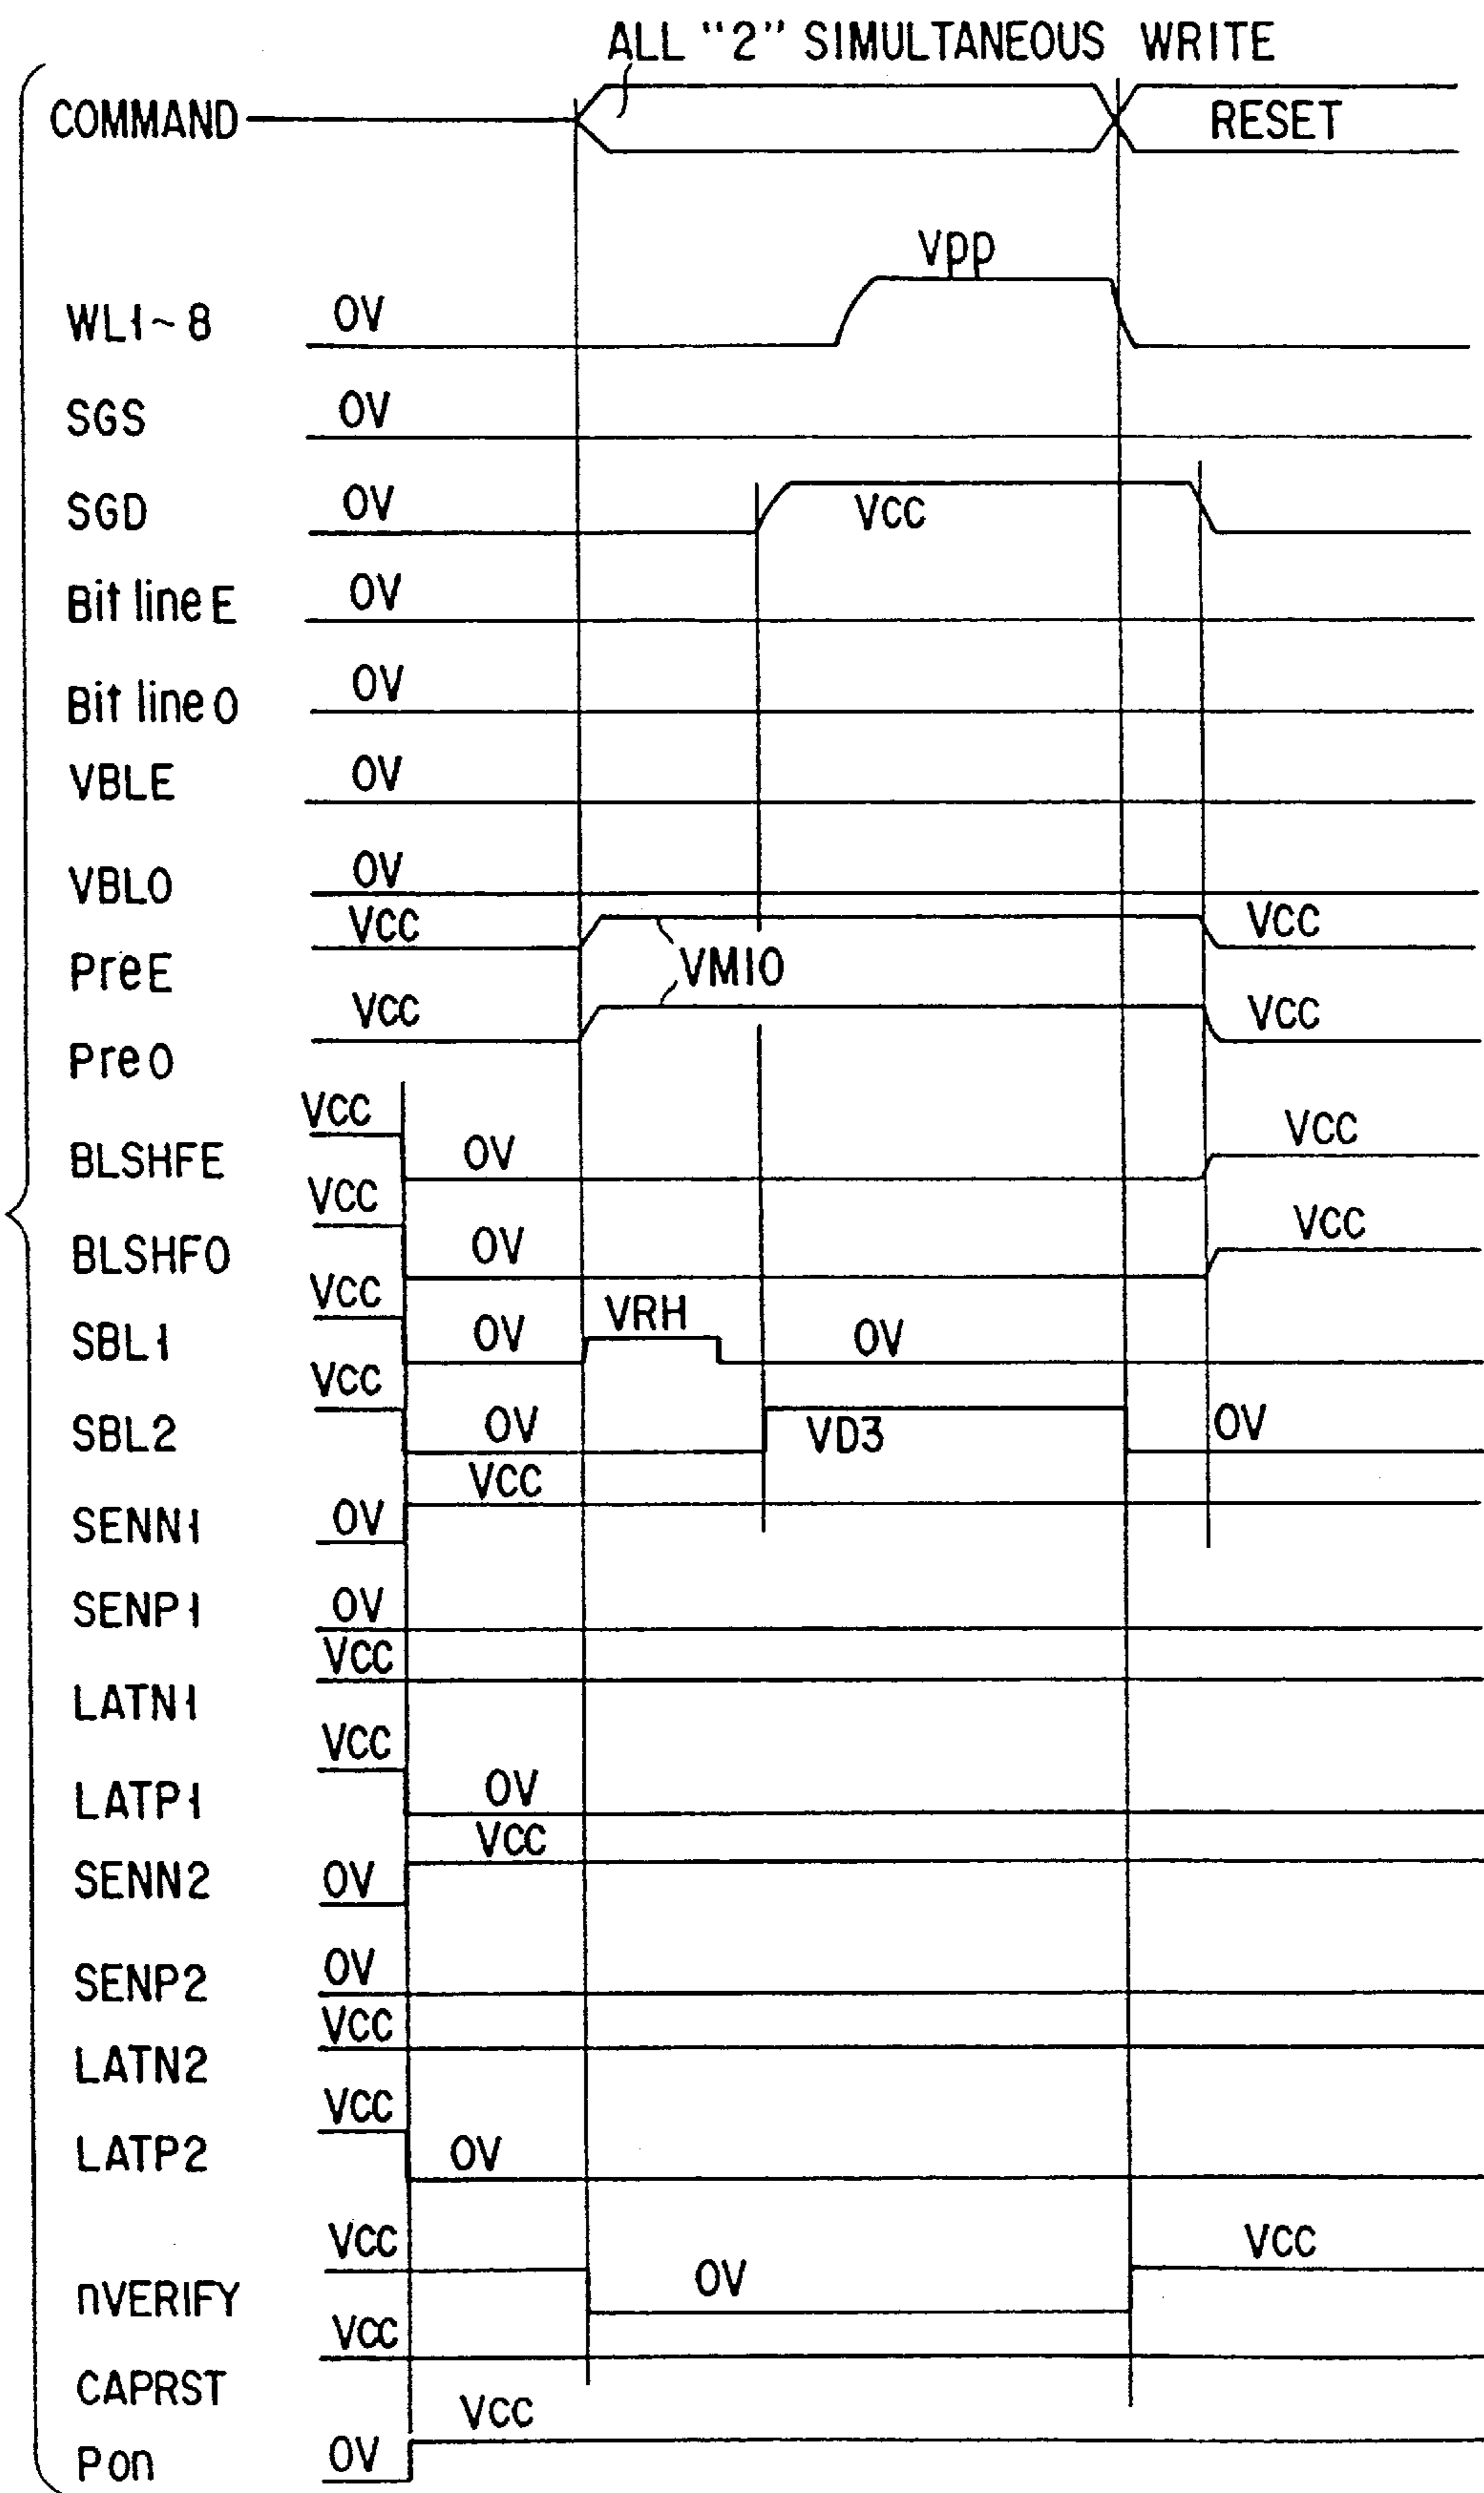 ALL "2" SIMULTANEOUS WRITE
COMMAND RESET
Vpp
WL1~8 0V
SGS 0V
SGD 0V VCC
Bit line E 0V
Bit line O 0V
VBLE 0V
VBLO 0V
PreE VCC VCC
VM10
PreO VCC VCC
BLSHFE VCC 0V VCC
BLSHFO VCC 0V VCC
SBL1 VCC 0V VRH 0V
SBL2 VCC 0V VD3 0V
SENN1 0V VCC
SENP1 0V
LATN1 VCC
LATP1 VCC 0V
SENN2 0V VCC
SENP2 0V
LATN2 VCC
LATP2 VCC 0V
nVERIFY VCC 0V VCC
CAPRST VCC
Pon 0V VCC